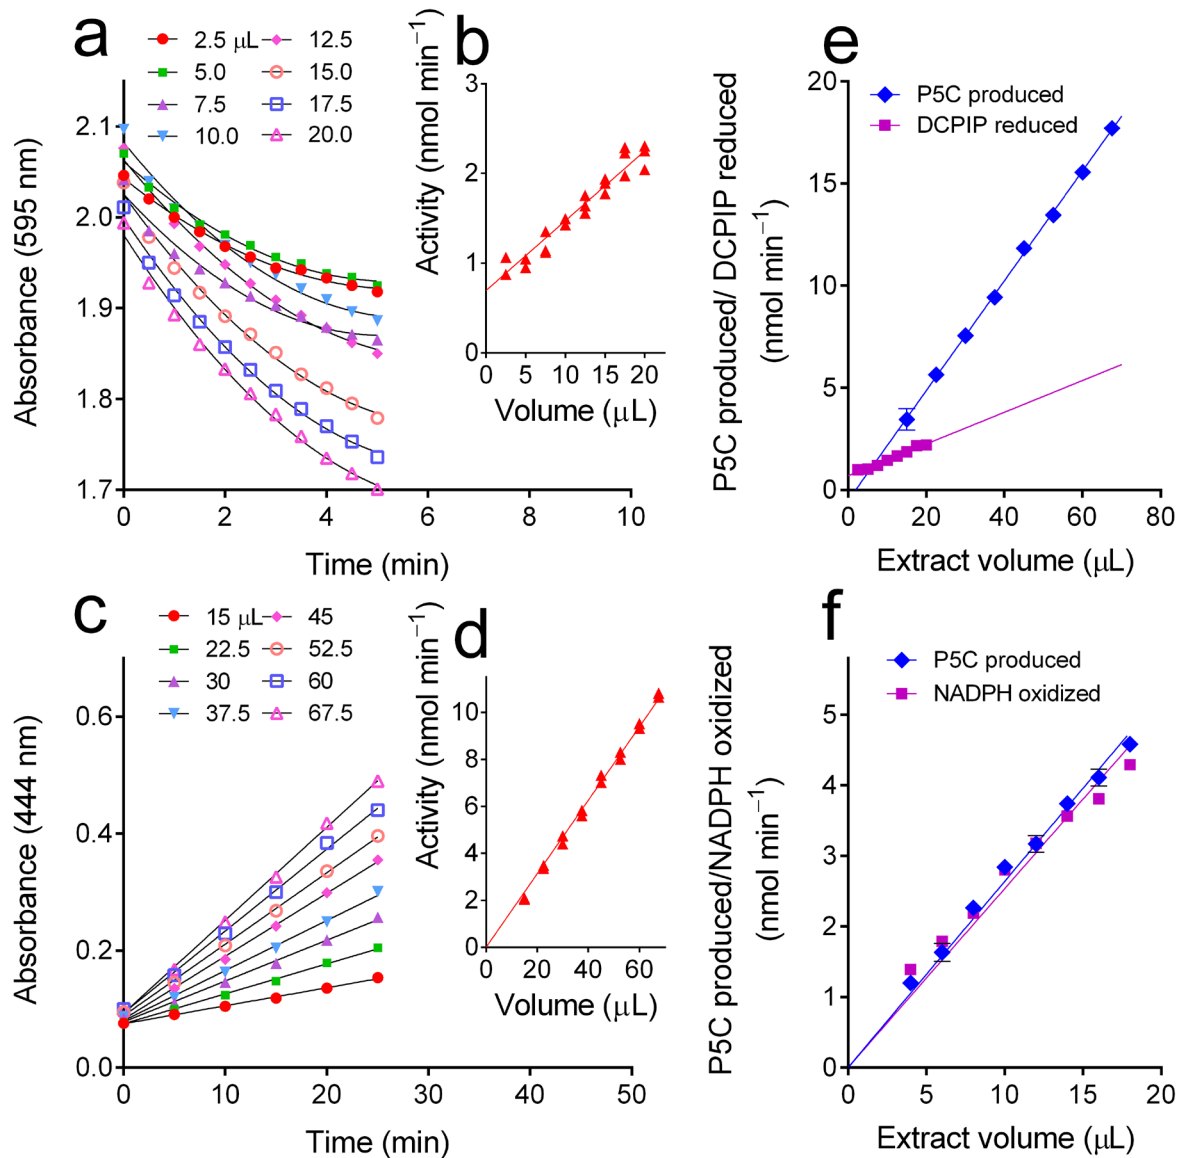 a
2.5 μL
5.0
7.5
10.0
12.5
15.0
17.5
20.0
Absorbance (595 nm)
2.1
2.0
1.9
1.8
1.7
0 2 4 6 8 10
Time (min)
b
Activity (nmol min⁻¹)
3
2
1
0
0 5 10 15 20
Volume (μL)
e
P5C produced
DCPIP reduced
P5C produced/ DCPIP reduced
(nmol min⁻¹)
20
15
10
5
0
0 20 40 60 80
Extract volume (μL)
c
15 μL
22.5
30
37.5
45
52.5
60
67.5
Absorbance (444 nm)
0.6
0.4
0.2
0.0
0 10 20 30 40 50
Time (min)
d
Activity (nmol min⁻¹)
10
8
6
4
2
0
0 20 40 60
Volume (μL)
f
P5C produced
NADPH oxidized
P5C produced/NADPH oxidized
(nmol min⁻¹)
5
4
3
2
1
0
0 5 10 15 20
Extract volume (μL)